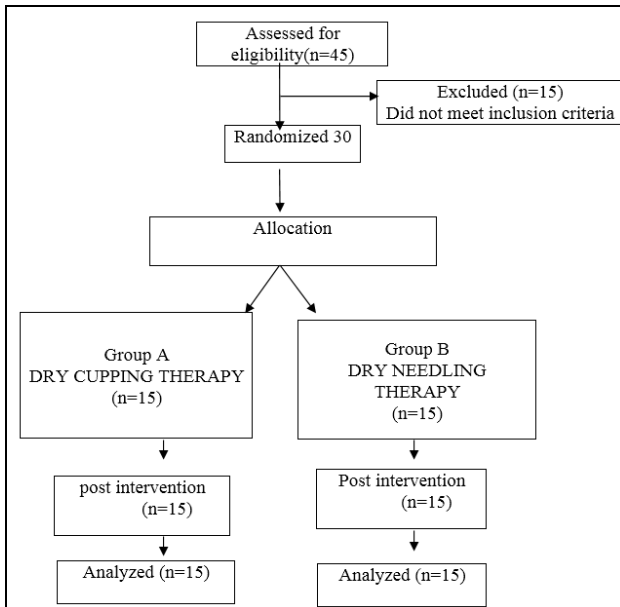 Assessed for
eligibility(n=45)
Excluded (n=15)
Did not meet inclusion criteria
Randomized 30
Allocation
Group A
DRY CUPPING THERAPY
(n=15)
Group B
DRY NEEDLING
THERAPY
(n=15)
post intervention
(n=15)
Post intervention
(n=15)
Analyzed (n=15)
Analyzed (n=15)